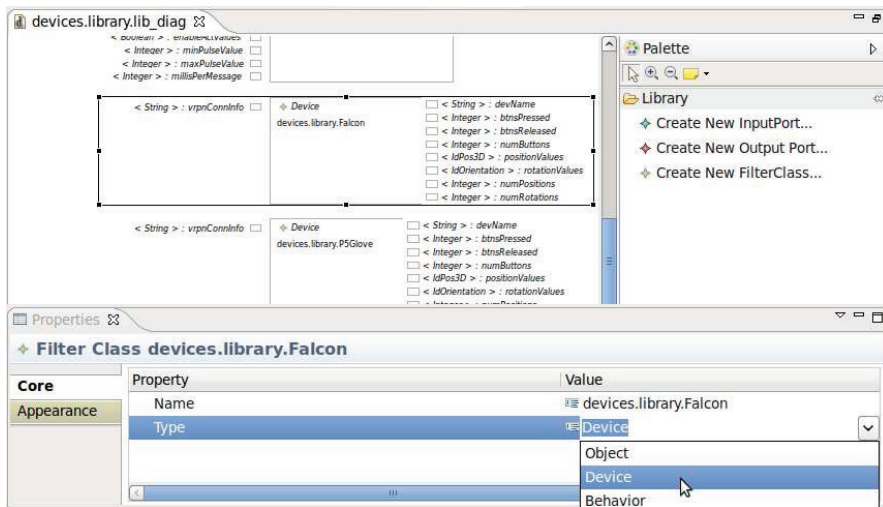 devices.library.lib_diag
< Boolean > : enableActValues
< Integer > : minPulseValue
< Integer > : maxPulseValue
< Integer > : millisPerMessage
< String > : vrpnConnInfo
Device
devices.library.Falcon
< String > : devName
< Integer > : btnsPressed
< Integer > : btnsReleased
< Integer > : numButtons
< IdPos3D > : positionValues
< IdOrientation > : rotationValues
< Integer > : numPositions
< Integer > : numRotations
< String > : vrpnConnInfo
Device
devices.library.P5Glove
< String > : devName
< Integer > : btnsPressed
< Integer > : btnsReleased
< Integer > : numButtons
< IdPos3D > : positionValues
< IdOrientation > : rotationValues
< Integer > : numPositions
Palette
Library
Create New InputPort...
Create New Output Port...
Create New FilterClass...
Properties
Filter Class devices.library.Falcon
Core
Appearance
Property Value
Name devices.library.Falcon
Type Device
Object
Device
Behavior